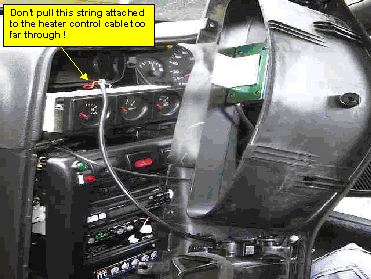 Don't pull this string attached
to the heater control cable too
far through !